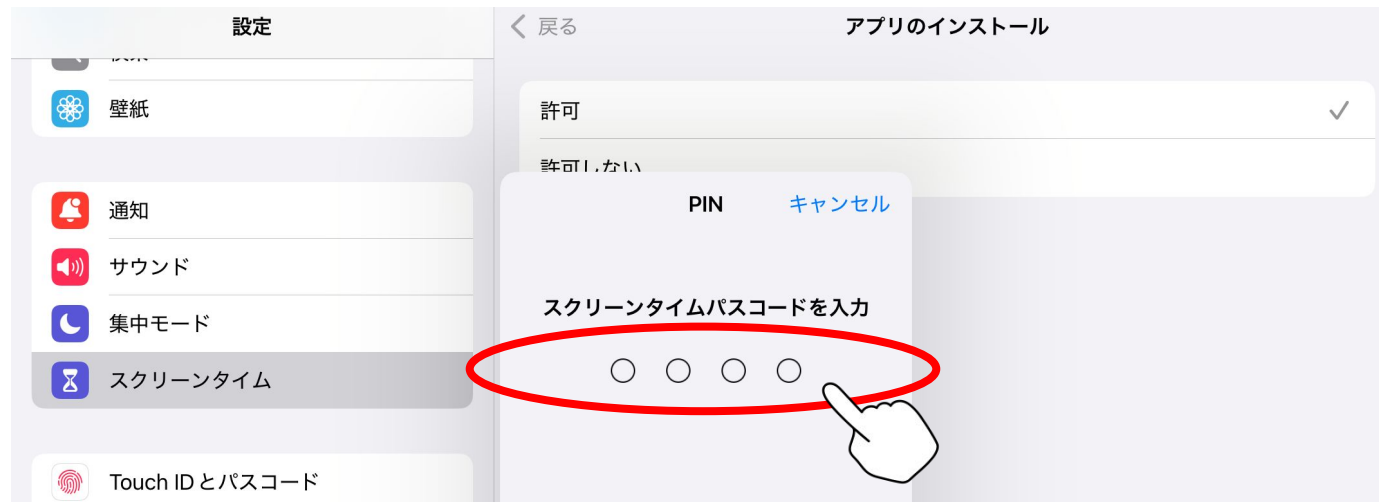 設定
壁紙
通知
サウンド
集中モード
スクリーンタイム
Touch IDとパスコード
戻る
アプリのインストール
許可
許可しない
PIN
キャンセル
スクリーンタイムパスコードを入力